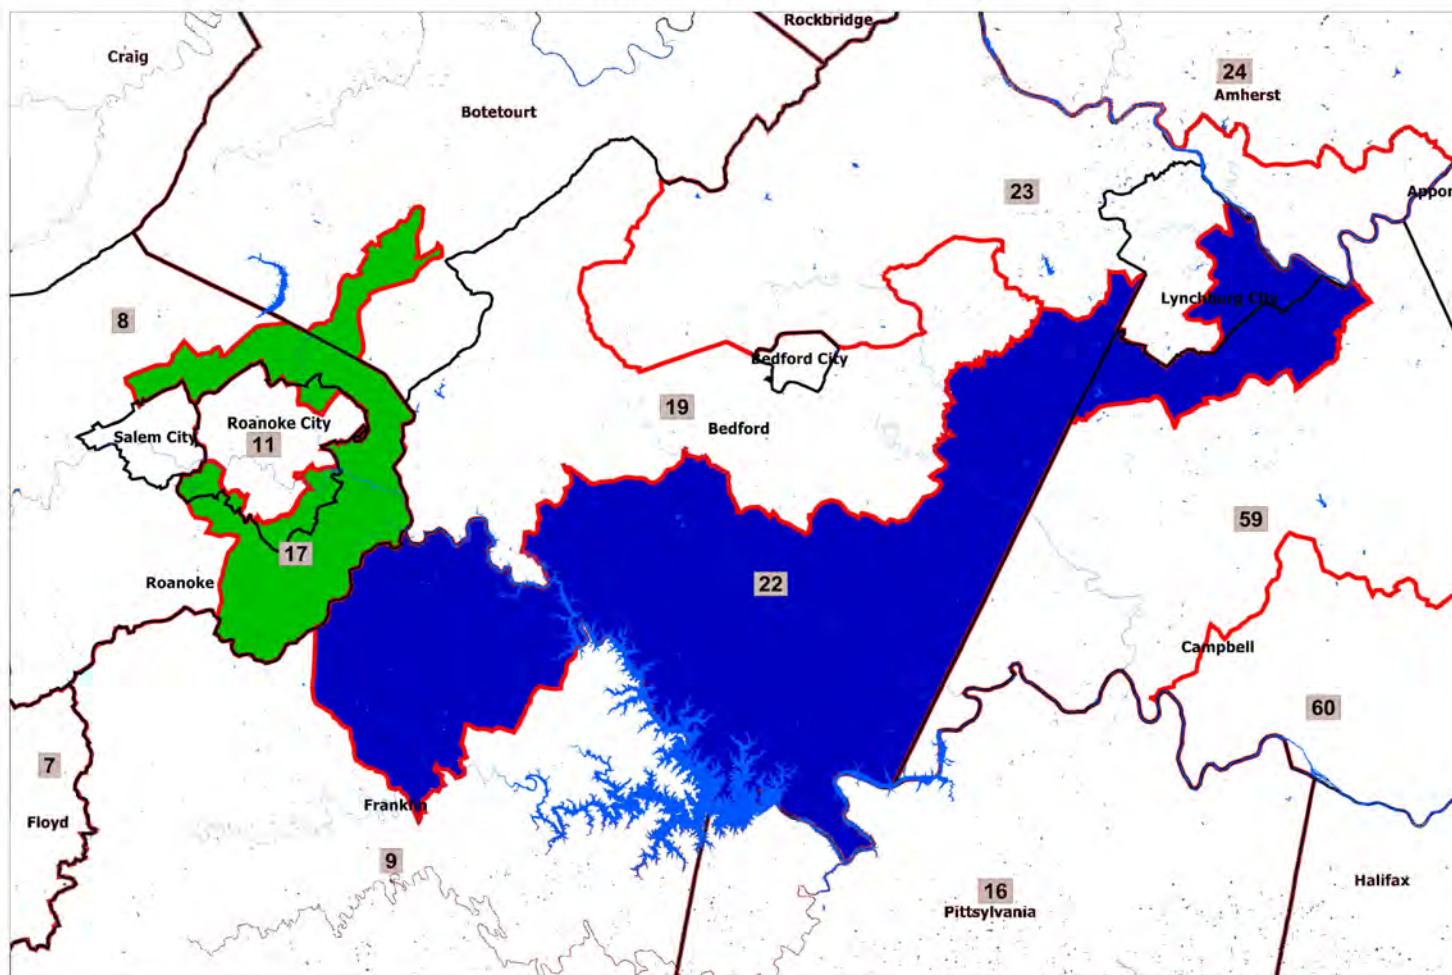 Rockbridge
Craig
24
Amherst
Botetourt
23
Appor
Lynchburg City
8
Bedford City
19
Bedford
Roanoke City
Salem City
11
59
17
22
Roanoke
Campbell
60
7
Floyd
Franklin
9
16
Pittsylvania
Halifax